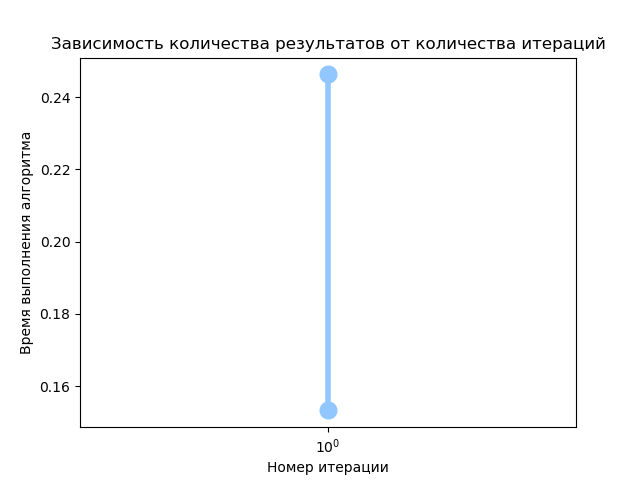 Зависимость количества результатов от количества итераций
Время выполнения алгоритма
0.24
0.22
0.20
0.18
0.16
10⁰
Номер итерации